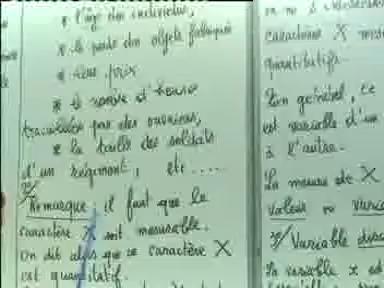 * l'âge des individus,
* le poids des objets fabriqués
* leur prix
* le nombre d'heures
travaillées par des ouvriers,
* la taille des soldats
d'un régiment, etc....
Remarque: il faut que le
caractère X soit mesurable.
On dit alors que ce caractère X
est quantitatif.
caractère X
quantitatif.
En général, ce
est variable d'un
à l'autre.
La mesure de X
valeur ou
Variable
La variable x est